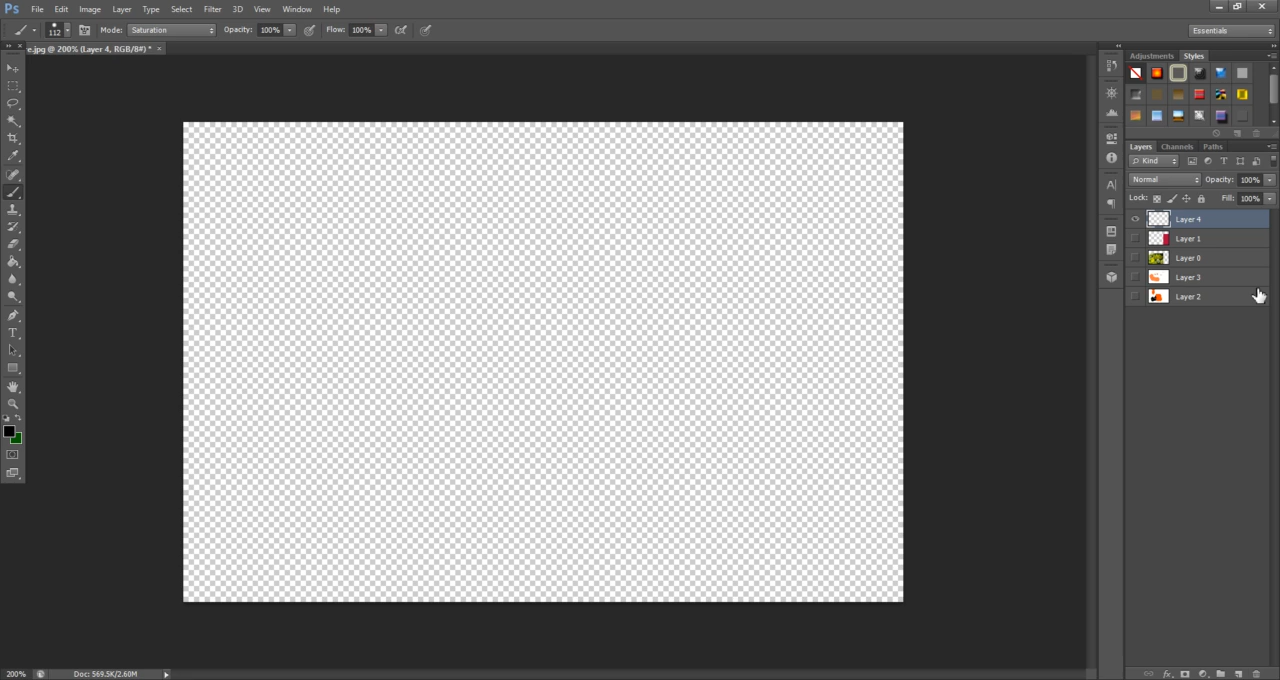 Ps File Edit Image Layer Type Select Filter 3D View Window Help
112 Mode: Saturation Opacity: 100% Flow: 100% Essentials
e.jpg @ 200% (Layer 4, RGB/8#) * ×
Adjustments Styles
Layers Channels Paths
Kind
Normal Opacity: 100%
Lock: Fill: 100%
Layer 4
Layer 1
Layer 0
Layer 3
Layer 2
200% Doc: 569.5K/2.60M